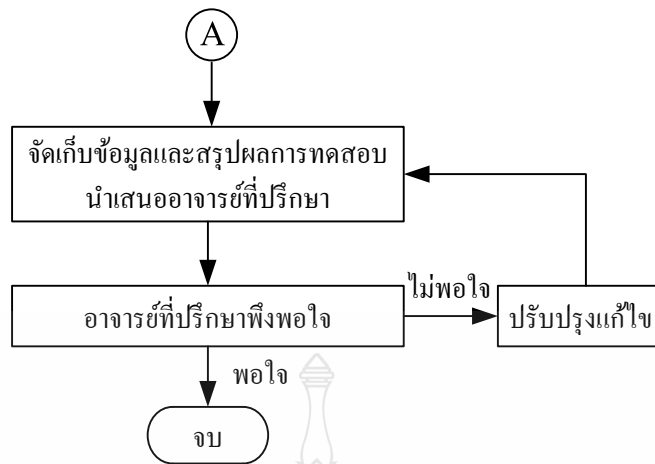 A
จัดเก็บข้อมูลและสรุปผลการทดสอบ
นำเสนออาจารย์ที่ปรึกษา
อาจารย์ที่ปรึกษาพึงพอใจ
ไม่พอใจ
ปรับปรุงแก้ไข
พอใจ
จบ